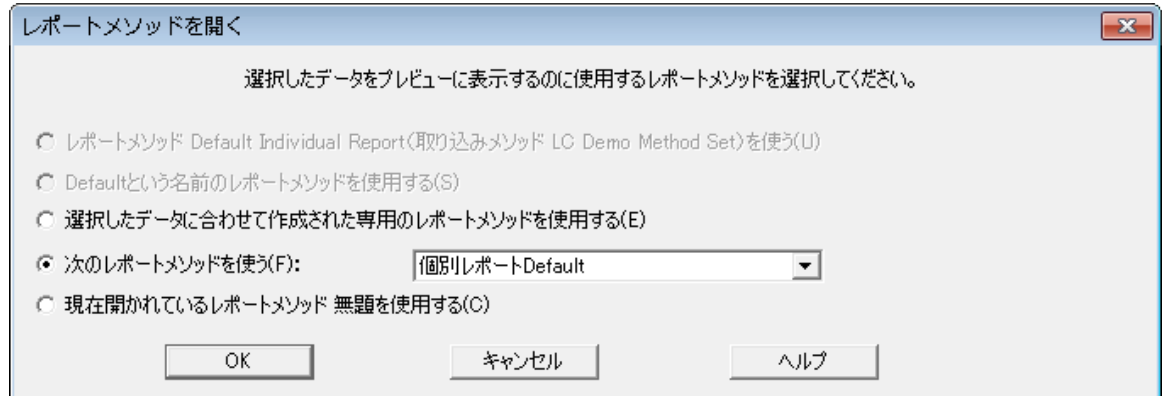 レポートメソッドを開く
選択したデータをプレビューに表示するのに使用するレポートメソッドを選択してください。
レポートメソッド Default Individual Report(取り込みメソッド LC Demo Method Set)を使う(U)
Defaultという名前のレポートメソッドを使用する(S)
選択したデータに合わせて作成された専用のレポートメソッドを使用する(E)
次のレポートメソッドを使う(F): 個別レポートDefault
現在開かれているレポートメソッド 無題を使用する(C)
OK キャンセル ヘルプ